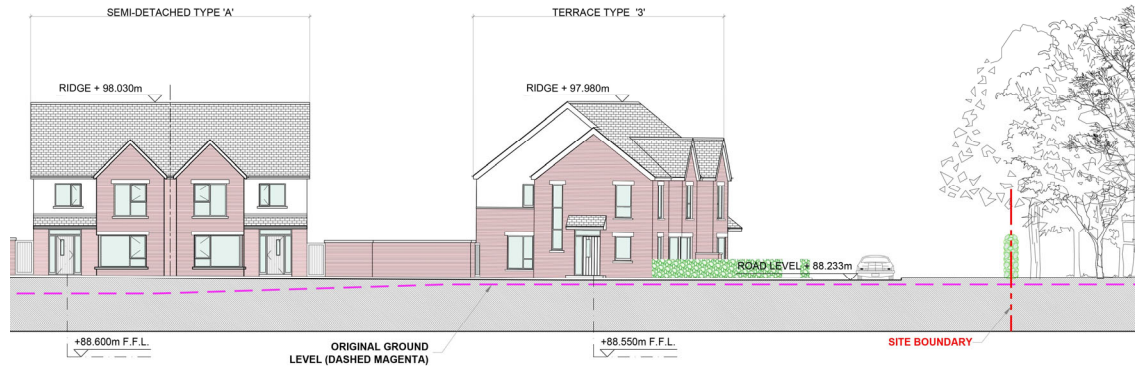 SEMI-DETACHED TYPE 'A'
TERRACE TYPE '3'
RIDGE + 98.030m
RIDGE + 97.980m
ROAD LEVEL + 88.233m
+88.600m F.F.L.
ORIGINAL GROUND
LEVEL (DASHED MAGENTA)
+88.550m F.F.L.
SITE BOUNDARY